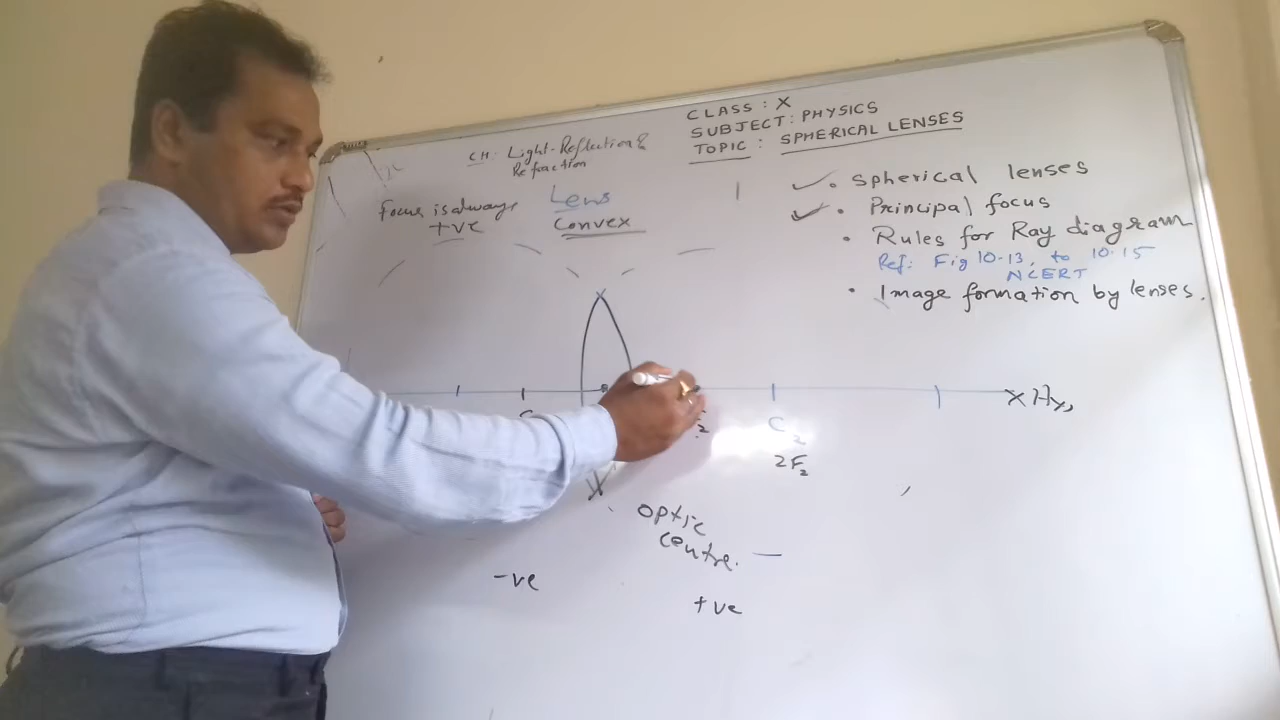 CLASS : X
SUBJECT: PHYSICS
TOPIC : SPHERICAL LENSES
CH: Light-Reflection &
Refraction
Focus is always
+ve
Lens
Convex
Spherical lenses
Principal focus
Rules for Ray diagram
Ref: Fig 10.13, to 10.15
NCERT
Image formation by lenses.
C2
2F2
optic
centre.
-ve
+ve